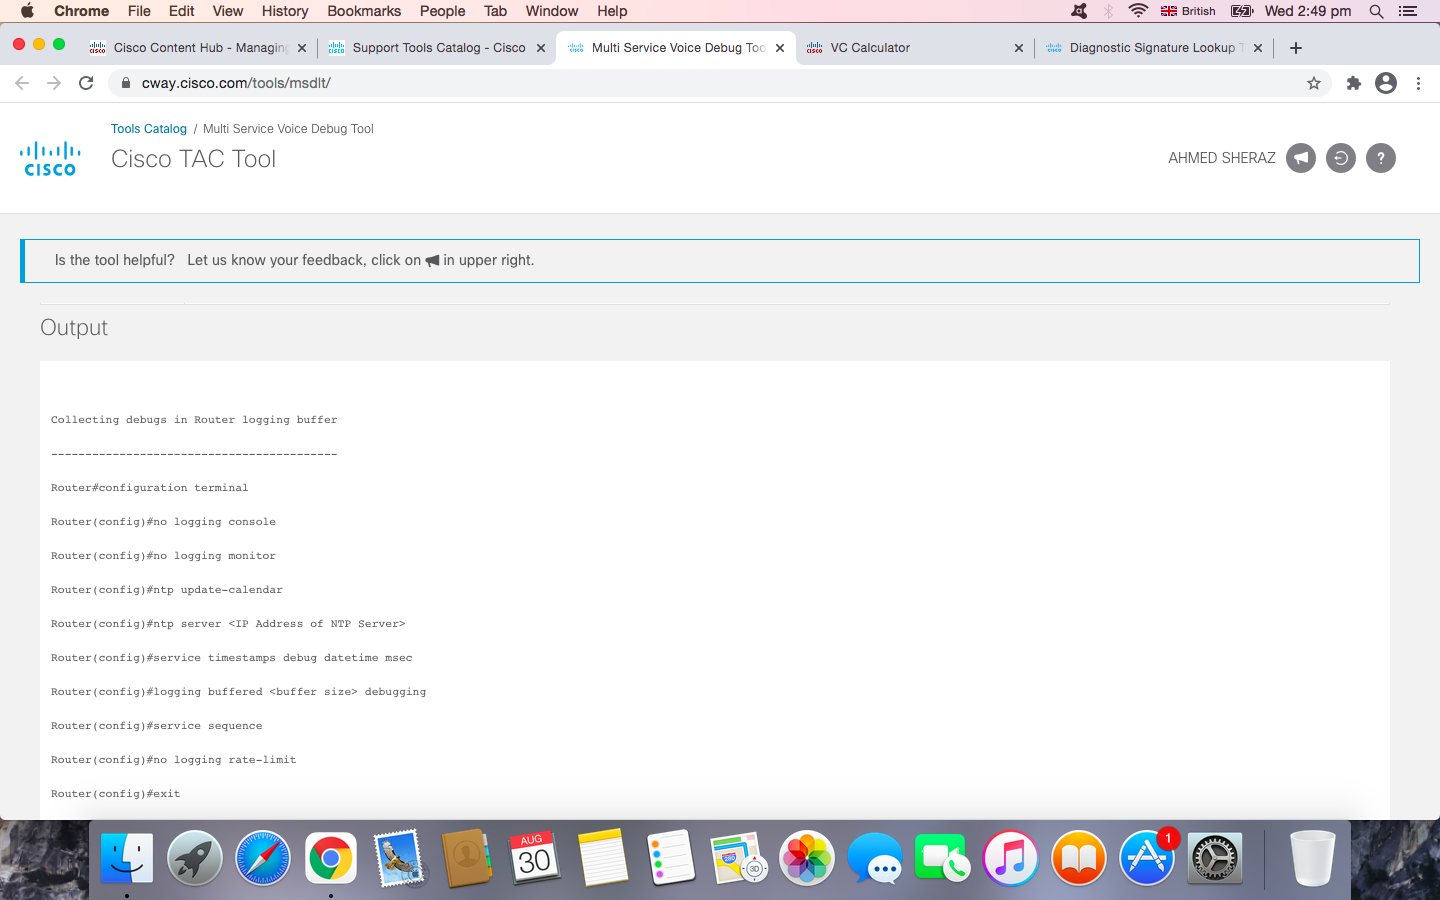 Chrome File Edit View History Bookmarks People Tab Window Help British Wed 2:49 pm
Cisco Content Hub - Managing Support Tools Catalog - Cisco Multi Service Voice Debug Too VC Calculator Diagnostic Signature Lookup T
cway.cisco.com/tools/msdlt/
Tools Catalog / Multi Service Voice Debug Tool
CISCO
Cisco TAC Tool
AHMED SHERAZ ?
Is the tool helpful? Let us know your feedback, click on in upper right.
Output
Collecting debugs in Router logging buffer
------------------------------------------
Router#configuration terminal
Router(config)#no logging console
Router(config)#no logging monitor
Router(config)#ntp update-calendar
Router(config)#ntp server <IP Address of NTP Server>
Router(config)#service timestamps debug datetime msec
Router(config)#logging buffered <buffer size> debugging
Router(config)#service sequence
Router(config)#no logging rate-limit
Router(config)#exit
AUG
30
280
3D
1